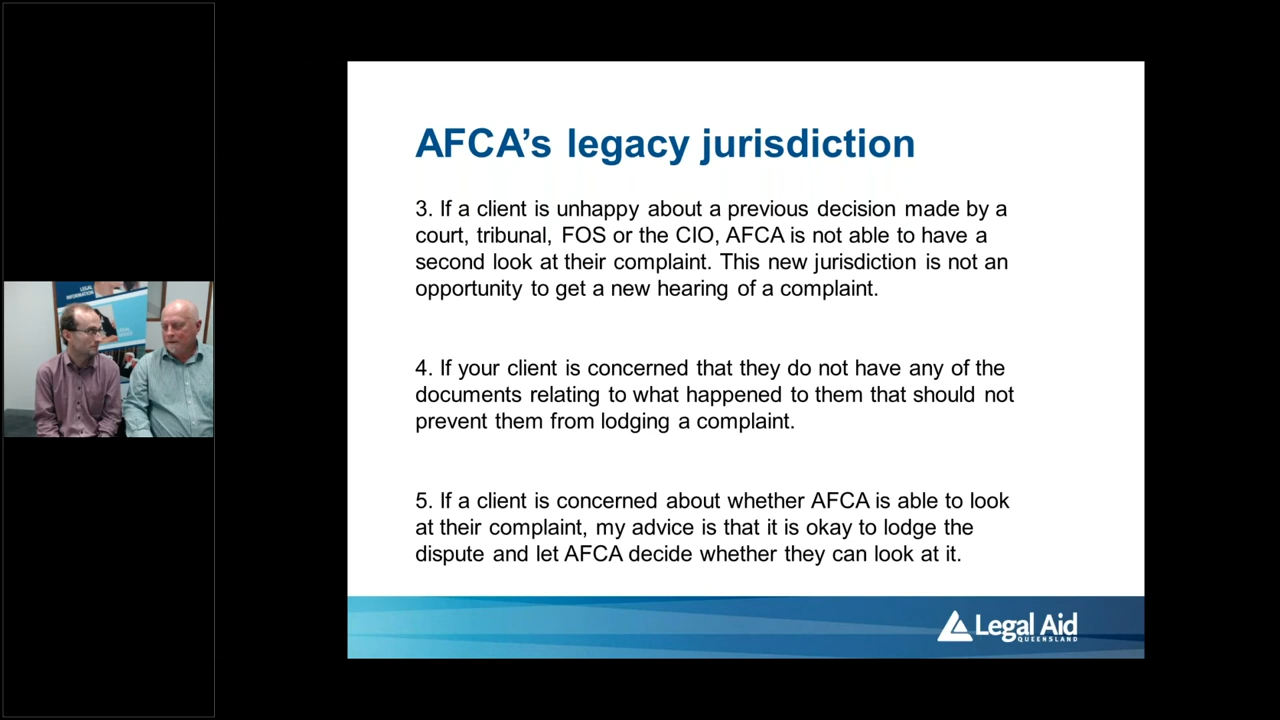 AFCA's legacy jurisdiction
3. If a client is unhappy about a previous decision made by a
court, tribunal, FOS or the CIO, AFCA is not able to have a
second look at their complaint. This new jurisdiction is not an
opportunity to get a new hearing of a complaint.
4. If your client is concerned that they do not have any of the
documents relating to what happened to them that should not
prevent them from lodging a complaint.
5. If a client is concerned about whether AFCA is able to look
at their complaint, my advice is that it is okay to lodge the
dispute and let AFCA decide whether they can look at it.
LEGAL
INFORMATION
Legal Aid
QUEENSLAND